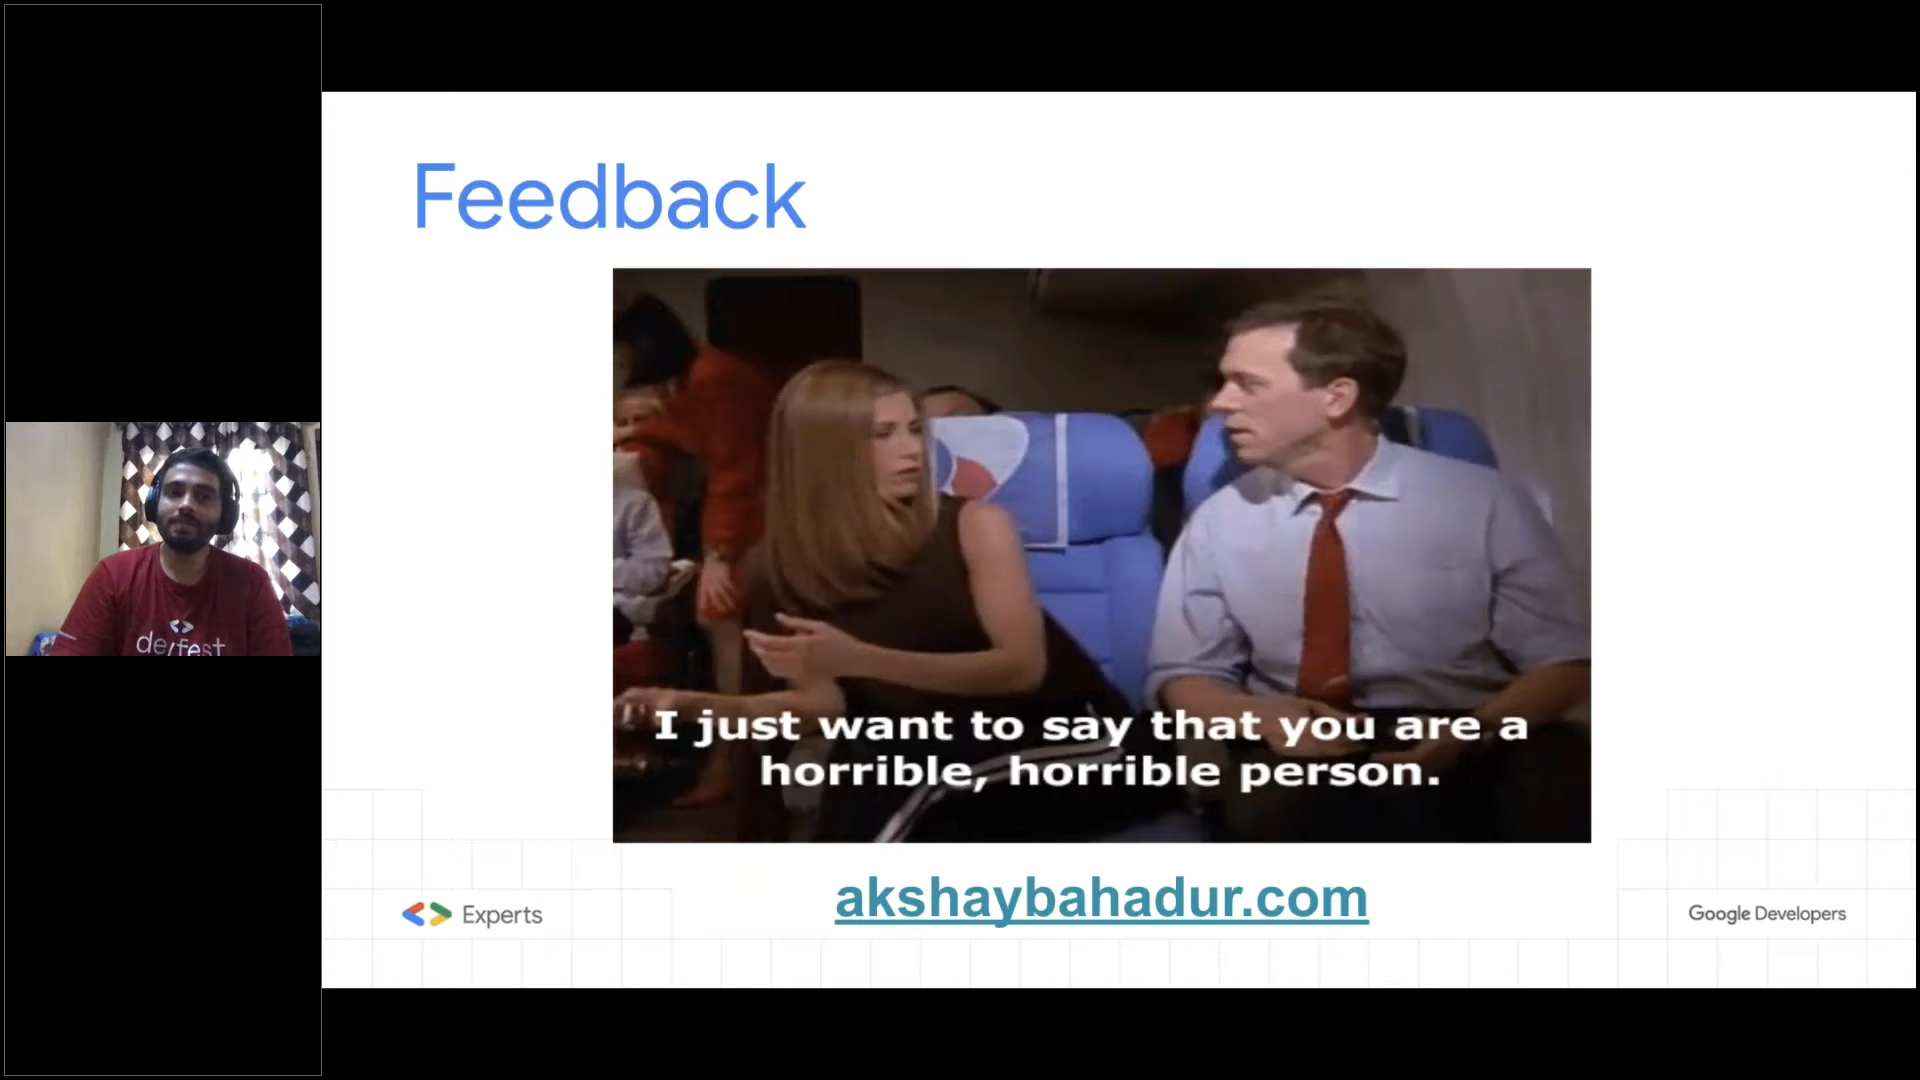 Feedback
I just want to say that you are a
horrible, horrible person.
akshaybahadur.com
Experts
Google Developers
devfest